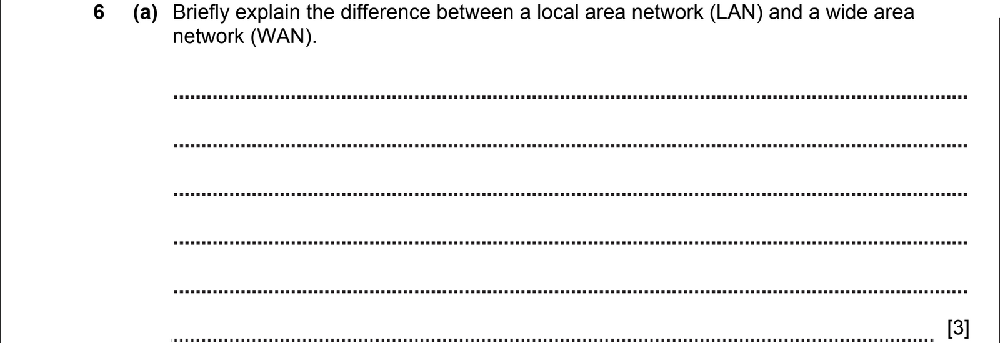 6 (a) Briefly explain the difference between a local area network (LAN) and a wide area
network (WAN).
[3]